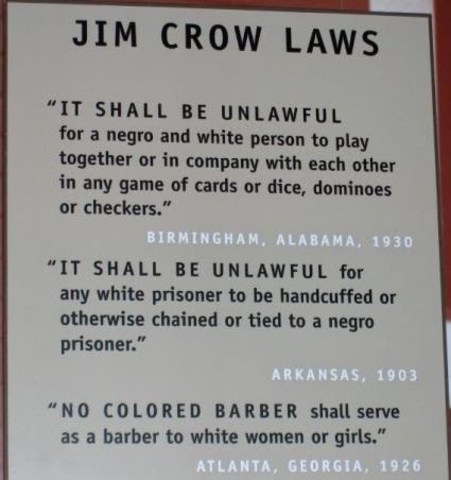 JIM CROW LAWS
“IT SHALL BE UNLAWFUL
for a negro and white person to play
together or in company with each other
in any game of cards or dice, dominoes
or checkers.”
BIRMINGHAM, ALABAMA, 1930
“IT SHALL BE UNLAWFUL for
any white prisoner to be handcuffed or
otherwise chained or tied to a negro
prisoner.”
ARKANSAS, 1903
“NO COLORED BARBER shall serve
as a barber to white women or girls.”
ATLANTA, GEORGIA, 1926